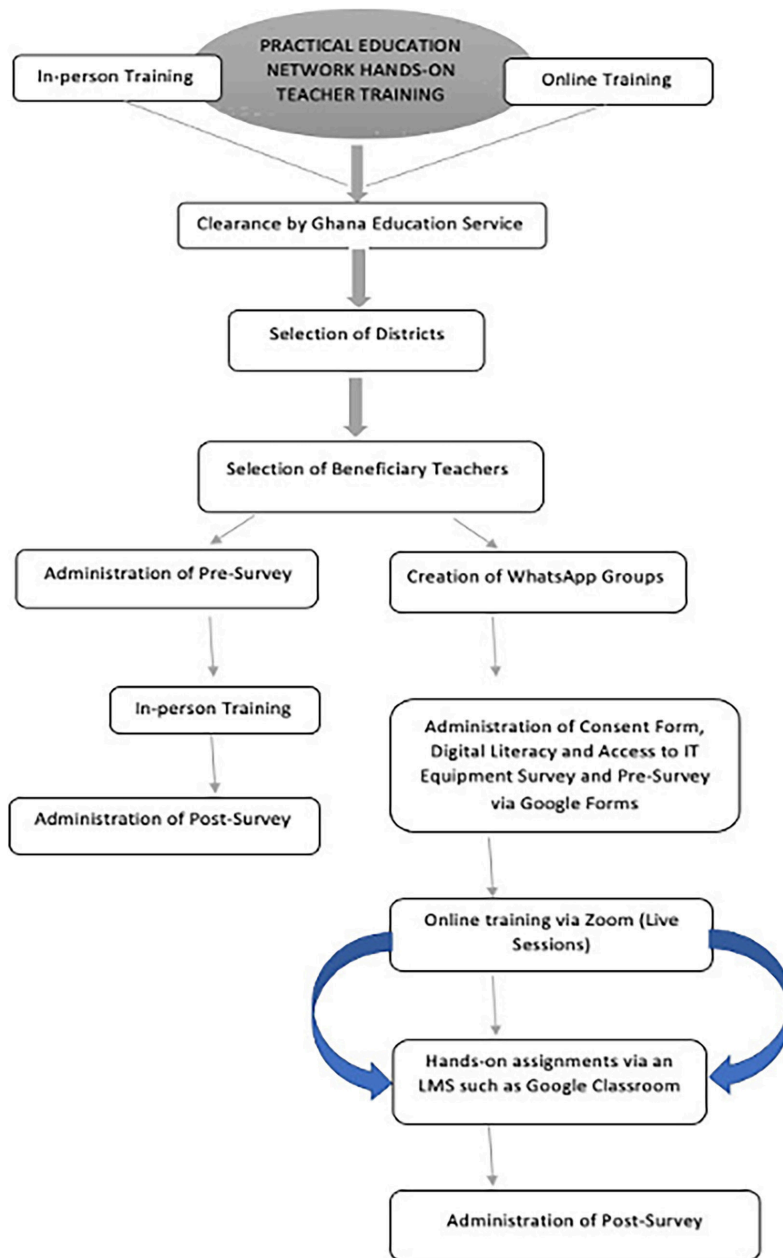 PRACTICAL EDUCATION
NETWORK HANDS-ON
TEACHER TRAINING
In-person Training
Online Training
Clearance by Ghana Education Service
Selection of Districts
Selection of Beneficiary Teachers
Administration of Pre-Survey
In-person Training
Administration of Post-Survey
Creation of WhatsApp Groups
Administration of Consent Form,
Digital Literacy and Access to IT
Equipment Survey and Pre-Survey
via Google Forms
Online training via Zoom (Live
Sessions)
Hands-on assignments via an
LMS such as Google Classroom
Administration of Post-Survey